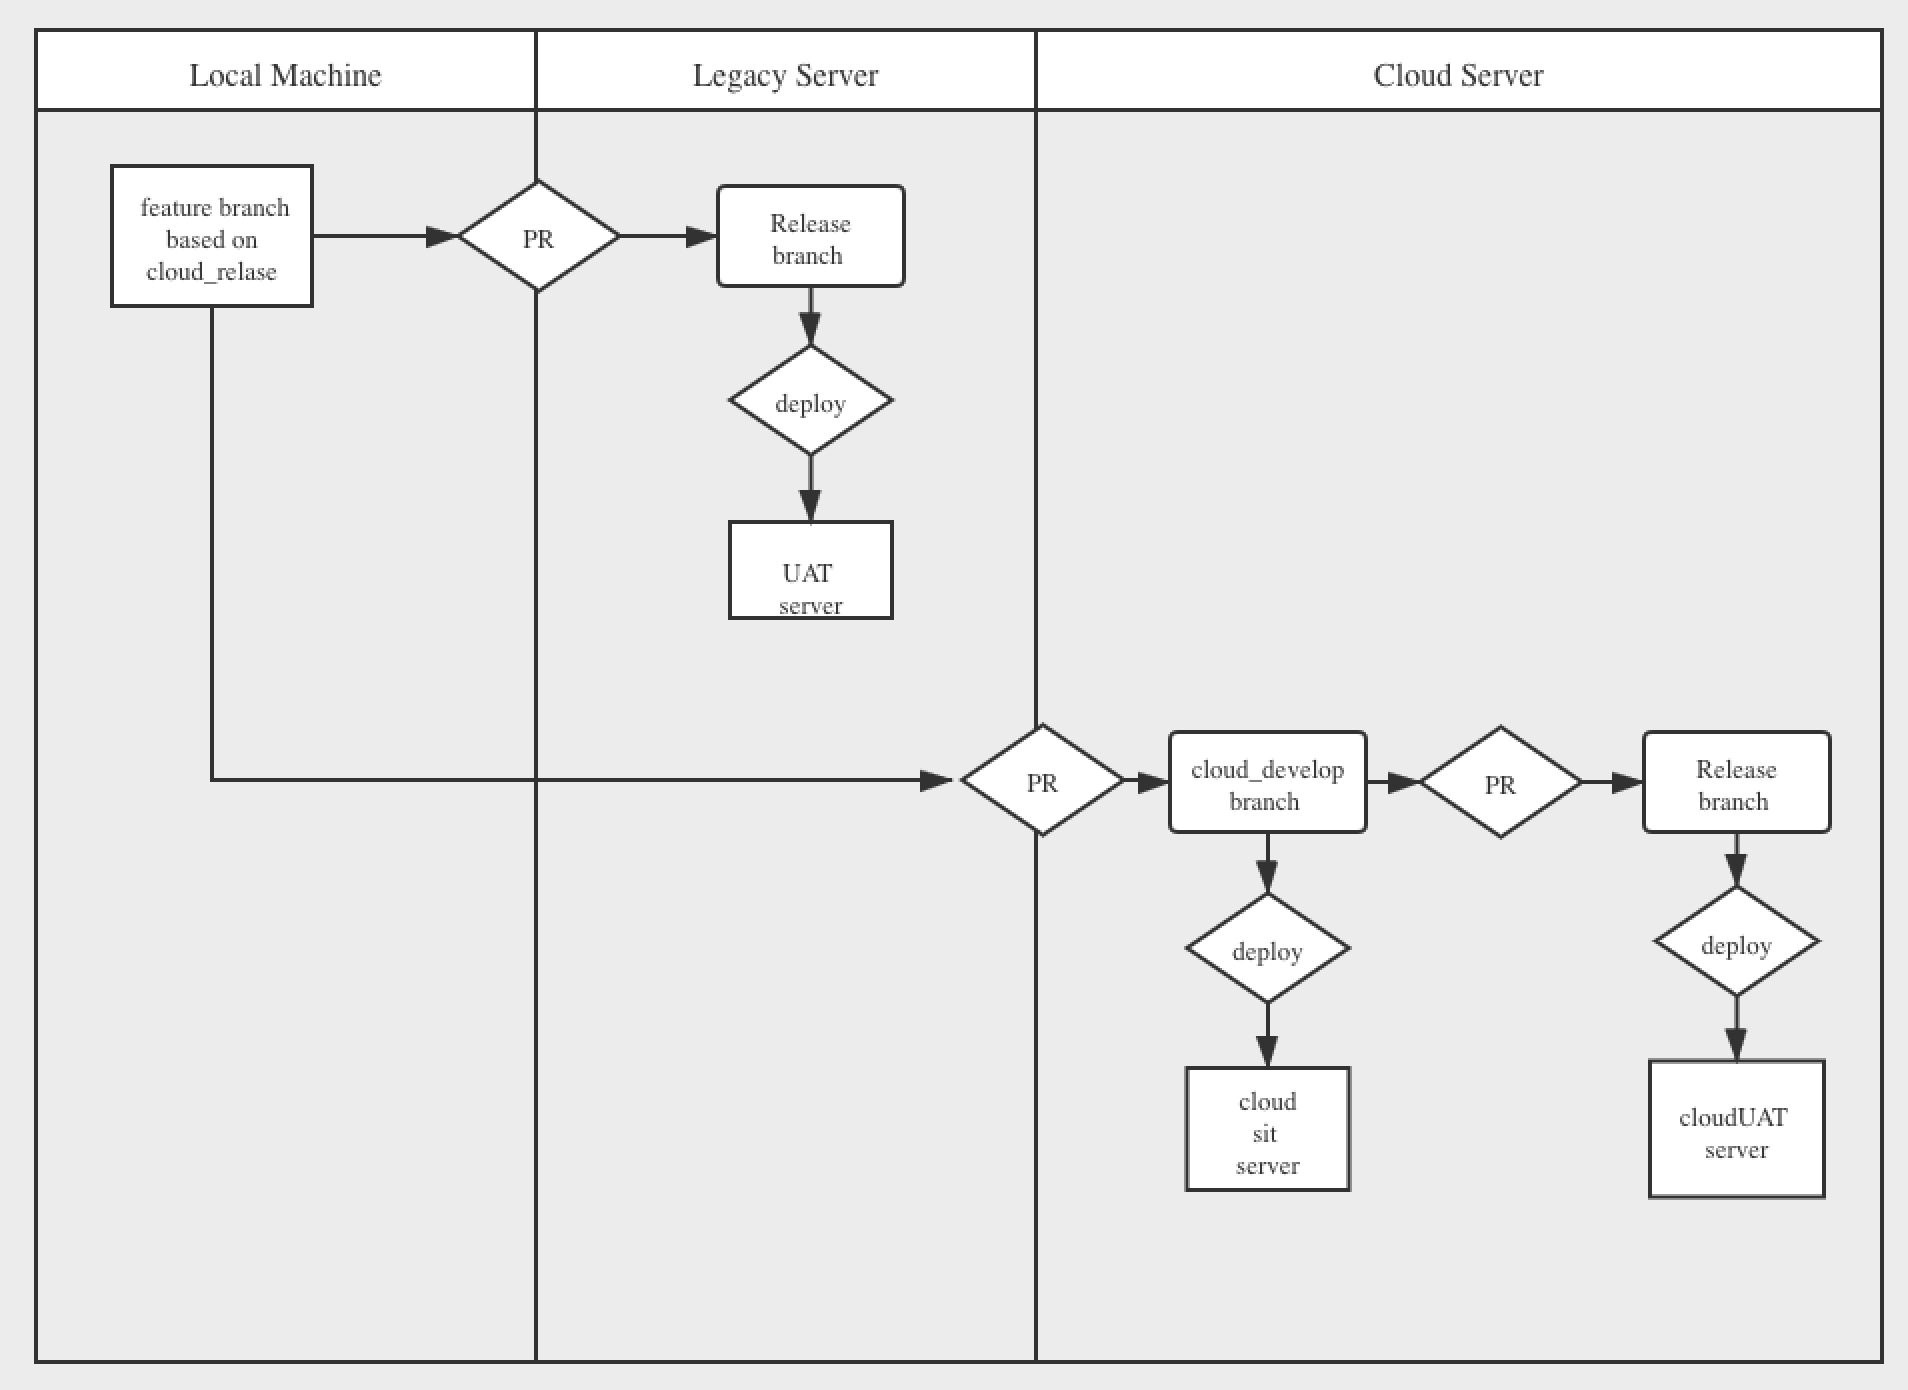 Local Machine
Legacy Server
Cloud Server
feature branch
based on
cloud_relase
PR
Release
branch
deploy
UAT
server
PR
cloud_develop
branch
PR
Release
branch
deploy
deploy
cloud
sit
server
cloudUAT
server